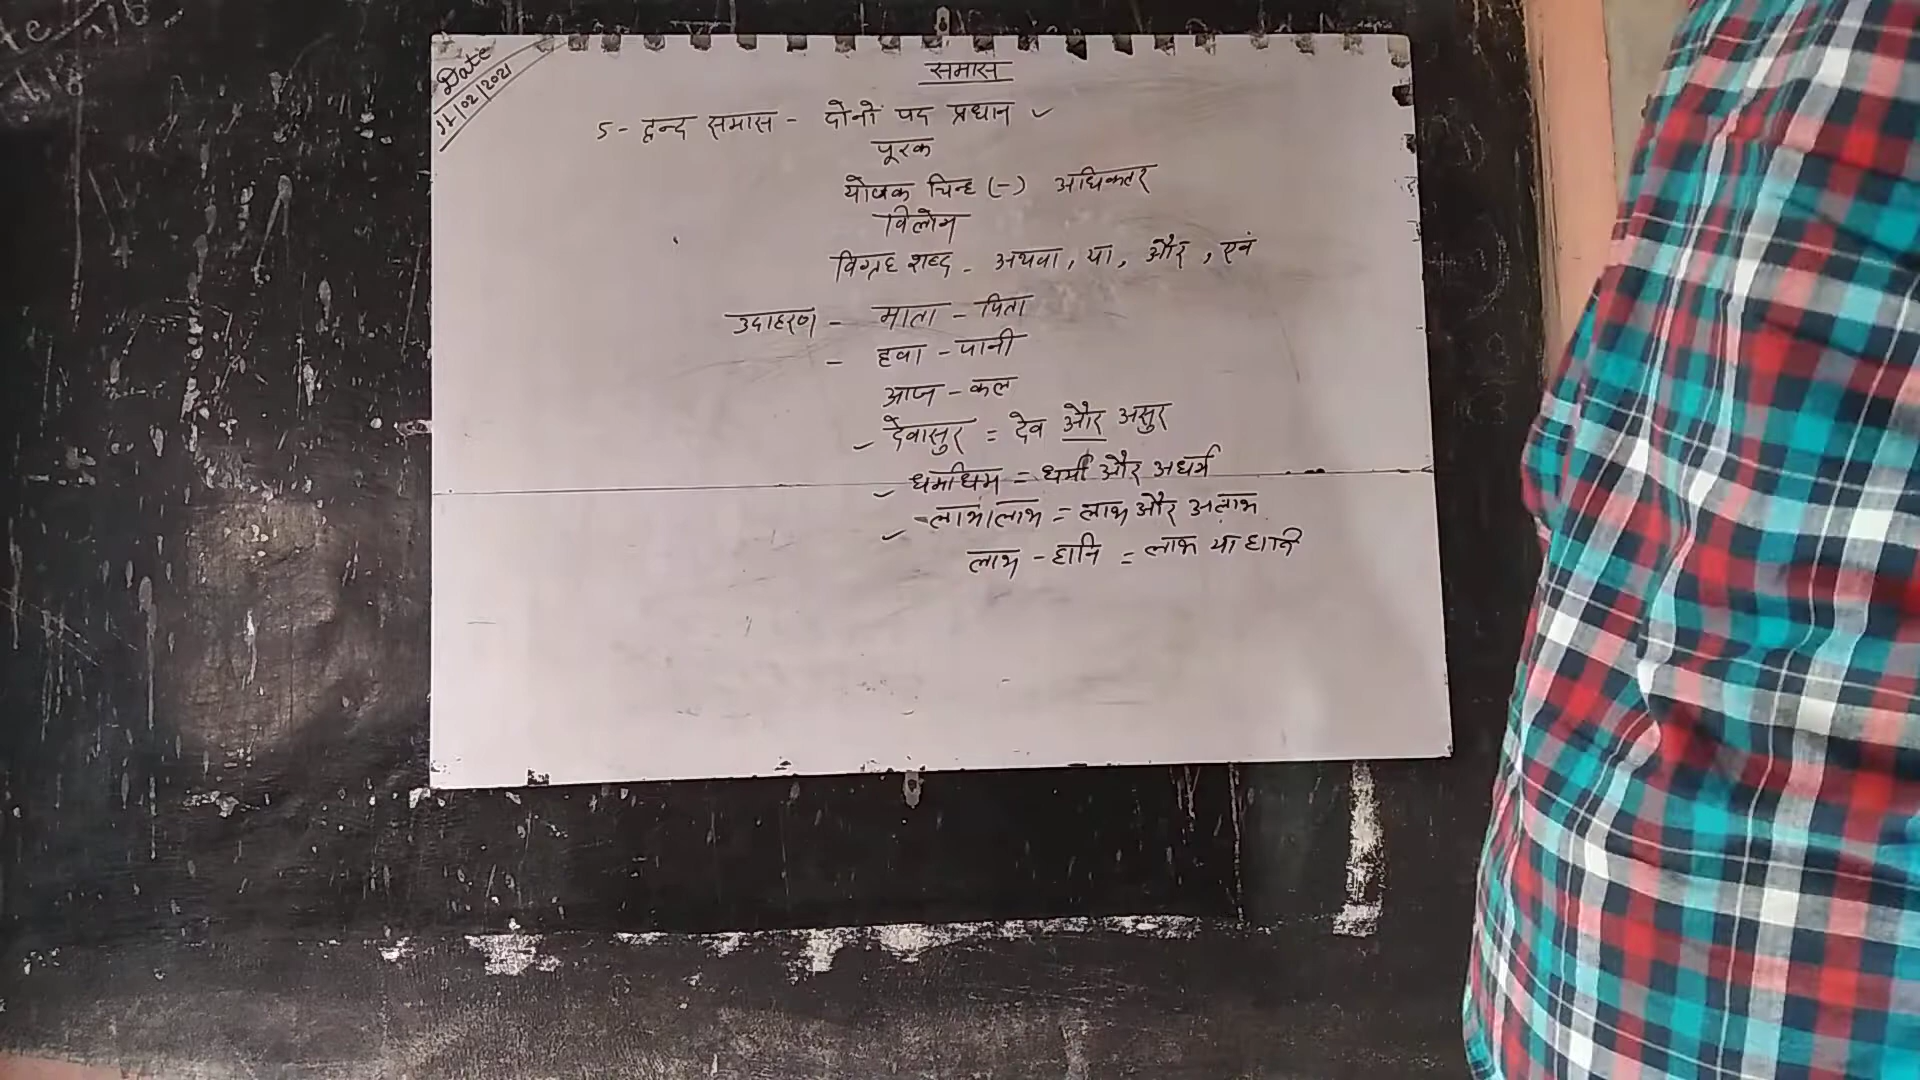 Date
11/02/2021
समास
5- द्वन्द समास - दोनों पद प्रधान ✓
पूरक
योजक चिन्ह (-) अधिकतर
विलोम
विग्रह शब्द - अथवा, या, और, एवं
उदाहरण - माता - पिता
- हवा - पानी
आज - कल
✓ देवासुर = देव और असुर
✓ धर्माधर्म = धर्म और अधर्म
✓ लाभालाभ = लाभ और अलाभ
लाभ - हानि = लाभ या हानि